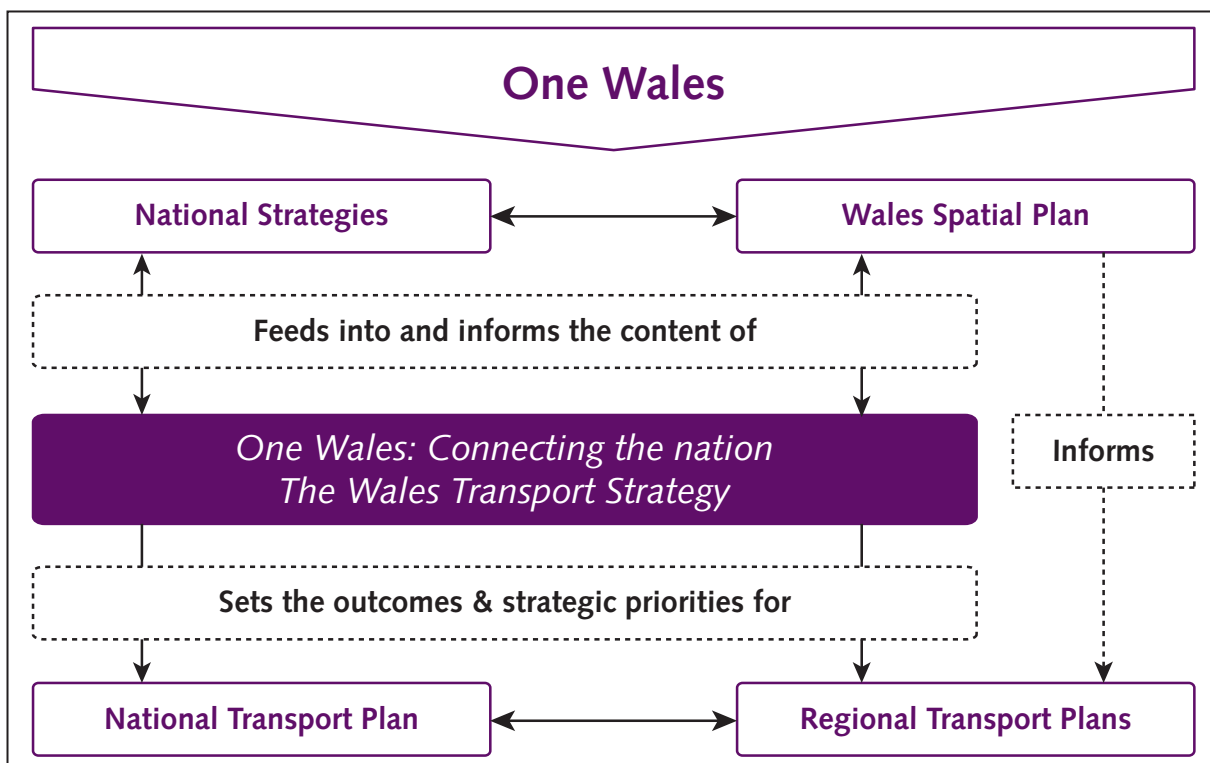 One Wales
National Strategies
Wales Spatial Plan
Feeds into and informs the content of
One Wales: Connecting the nation
The Wales Transport Strategy
Informs
Sets the outcomes & strategic priorities for
National Transport Plan
Regional Transport Plans